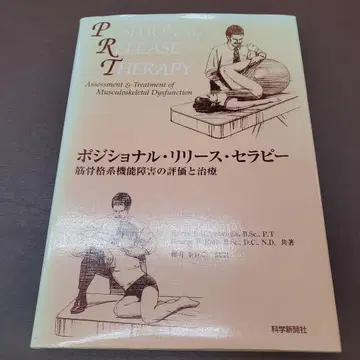 POSITIONAL
RELEASE
THERAPY
Assessment & Treatment of
Musculoskeletal Dysfunction
ポジショナル・リリース・セラピー
筋骨格系機能障害の評価と治療
B.Sc., P.T
B.Sc., D.C., N.D. 共著
科学新聞社